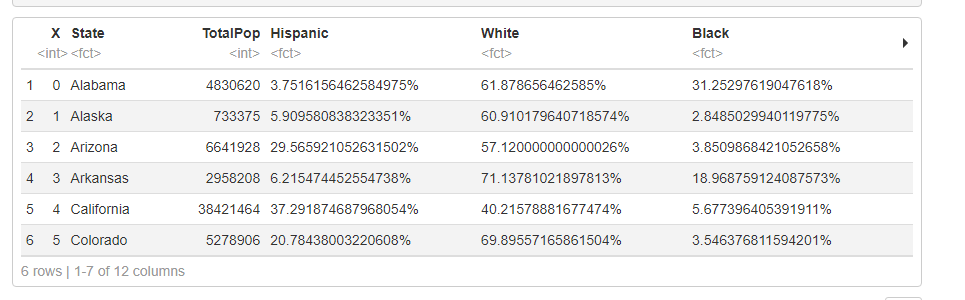 X State TotalPop Hispanic White Black
<int> <fct> <int> <fct> <fct> <fct>
1 0 Alabama 4830620 3.7516156462584975% 61.878656462585% 31.25297619047618%
2 1 Alaska 733375 5.909580838323351% 60.910179640718574% 2.8485029940119775%
3 2 Arizona 6641928 29.565921052631502% 57.120000000000026% 3.8509868421052658%
4 3 Arkansas 2958208 6.215474452554738% 71.13781021897813% 18.968759124087573%
5 4 California 38421464 37.291874687968054% 40.21578881677474% 5.677396405391911%
6 5 Colorado 5278906 20.78438003220608% 69.89557165861504% 3.546376811594201%
6 rows | 1-7 of 12 columns